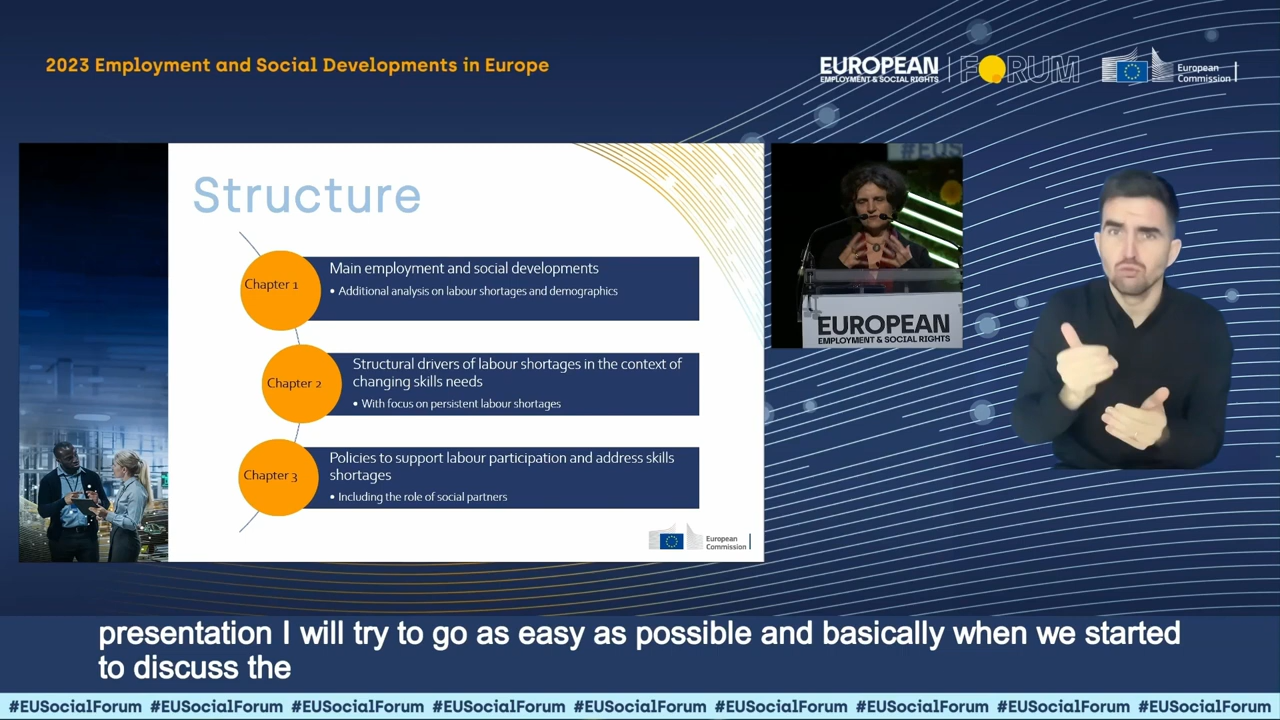 2023 Employment and Social Developments in Europe
EUROPEAN
EMPLOYMENT & SOCIAL RIGHTS
FORUM
European
Commission
#EUS
Structure
Chapter 1
Main employment and social developments
• Additional analysis on labour shortages and demographics
Chapter 2
Structural drivers of labour shortages in the context of
changing skills needs
• With focus on persistent labour shortages
Chapter 3
Policies to support labour participation and address skills
shortages
• Including the role of social partners
European
Commission
EUROPEAN
EMPLOYMENT & SOCIAL RIGHTS
presentation I will try to go as easy as possible and basically when we started
to discuss the
#EUSocialForum #EUSocialForum #EUSocialForum #EUSocialForum #EUSocialForum #EUSocialForum #EUSocialForum #EUSocialForum #EUSocialForum